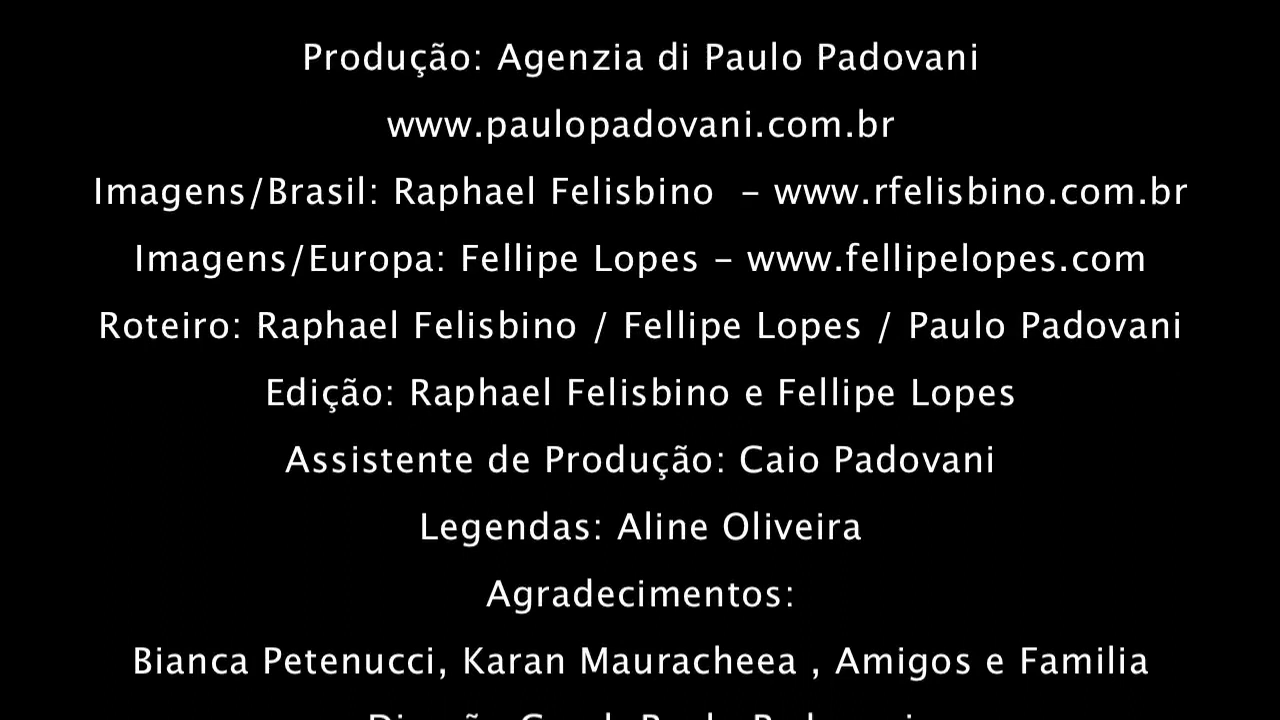 Produção: Agenzia di Paulo Padovani
www.paulopadovani.com.br
Imagens/Brasil: Raphael Felisbino - www.rfelisbino.com.br
Imagens/Europa: Fellipe Lopes - www.fellipelopes.com
Roteiro: Raphael Felisbino / Fellipe Lopes / Paulo Padovani
Edição: Raphael Felisbino e Fellipe Lopes
Assistente de Produção: Caio Padovani
Legendas: Aline Oliveira
Agradecimentos:
Bianca Petenucci, Karan Mauracheea , Amigos e Familia